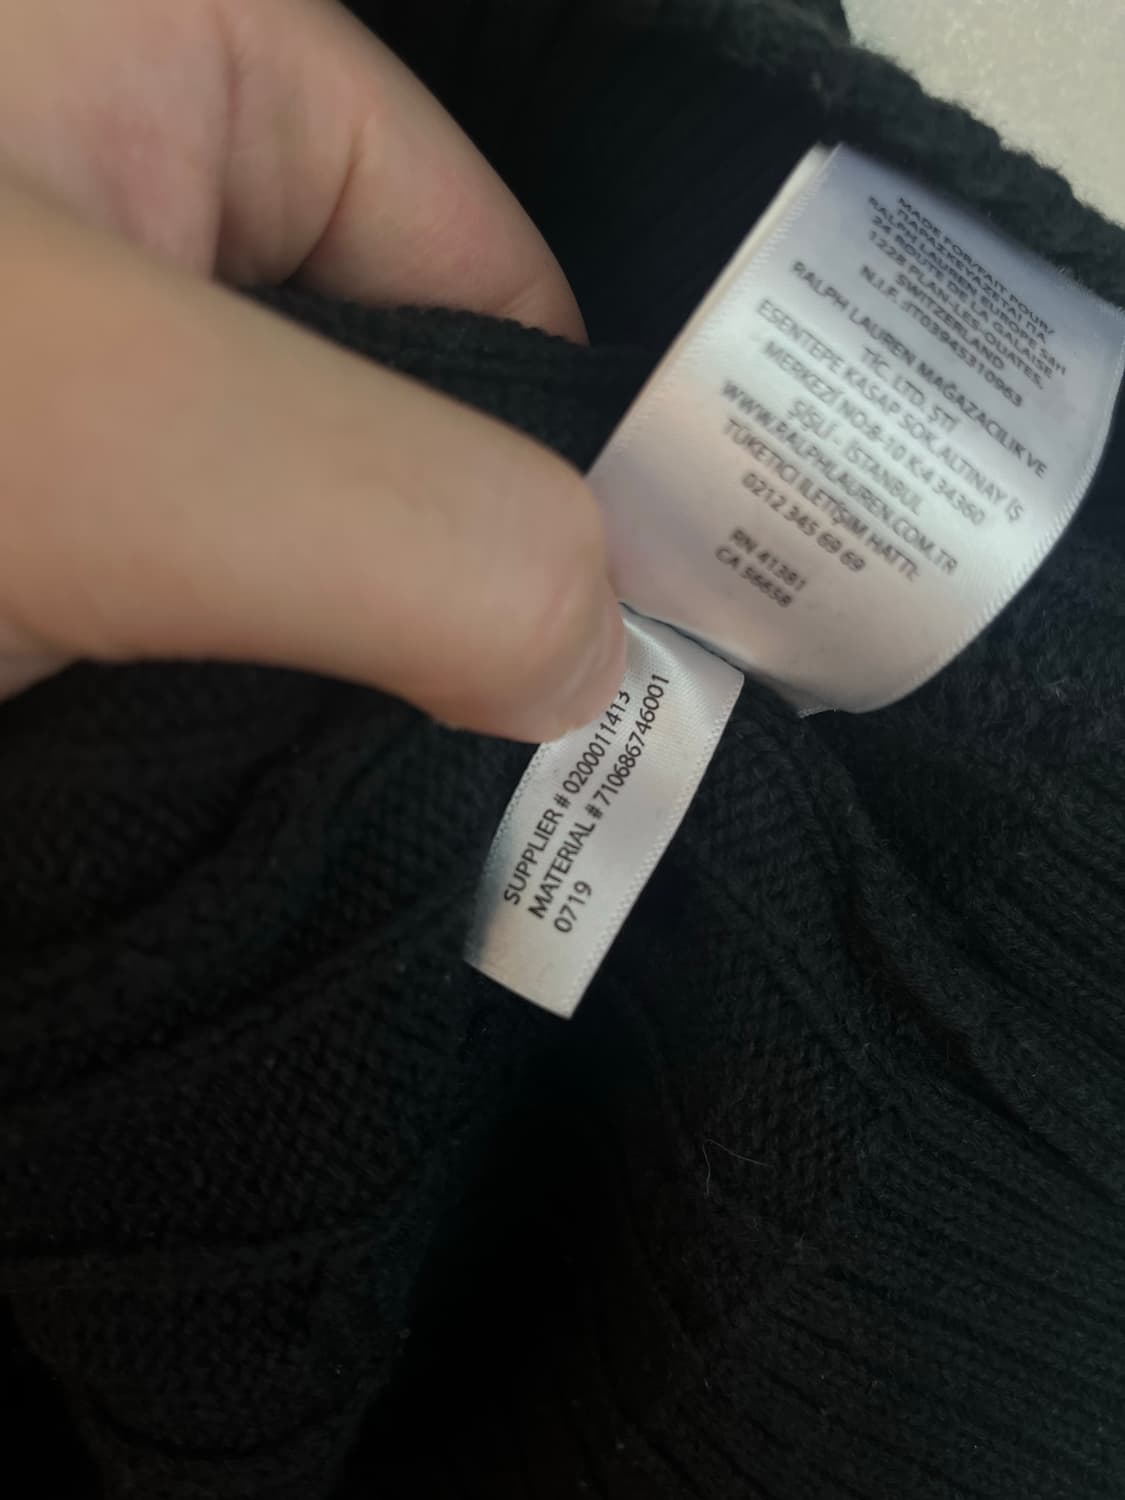 MADE FOR/FAIT POUR/
ΠΑΡΑΣΚΕΥΑΖΕΤΑΙ ΓΙΑ
RALPH LAUREN EUROPE Sàrl
24 ROUTE DE LA GALAISE
1228 PLAN-LES-OUATES,
SWITZERLAND
N.I.F. :IT03945310963
RALPH LAUREN MAĞAZACILIK VE
TİC. LTD. ŞTİ
ESENTEPE KASAP SOK. ALTINAY İŞ
MERKEZİ NO:8-10 K:4 34360
ŞİŞLİ - İSTANBUL
WWW.RALPHLAUREN.COM.TR
TÜKETİCİ İLETİŞİM HATTI:
0212 345 69 69
RN 41381
CA 56658
SUPPLIER # 0200011413
MATERIAL # 710686746001
0719